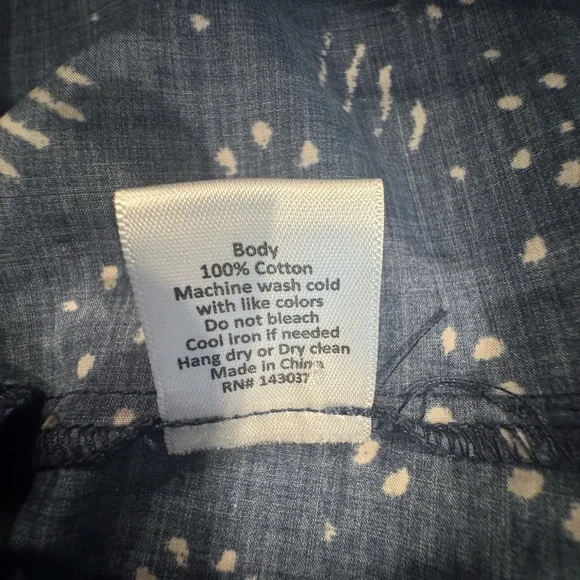 Body
100% Cotton
Machine wash cold
with like colors
Do not bleach
Cool Iron if needed
Hang dry or Dry clean
Made in China
RN# 143037